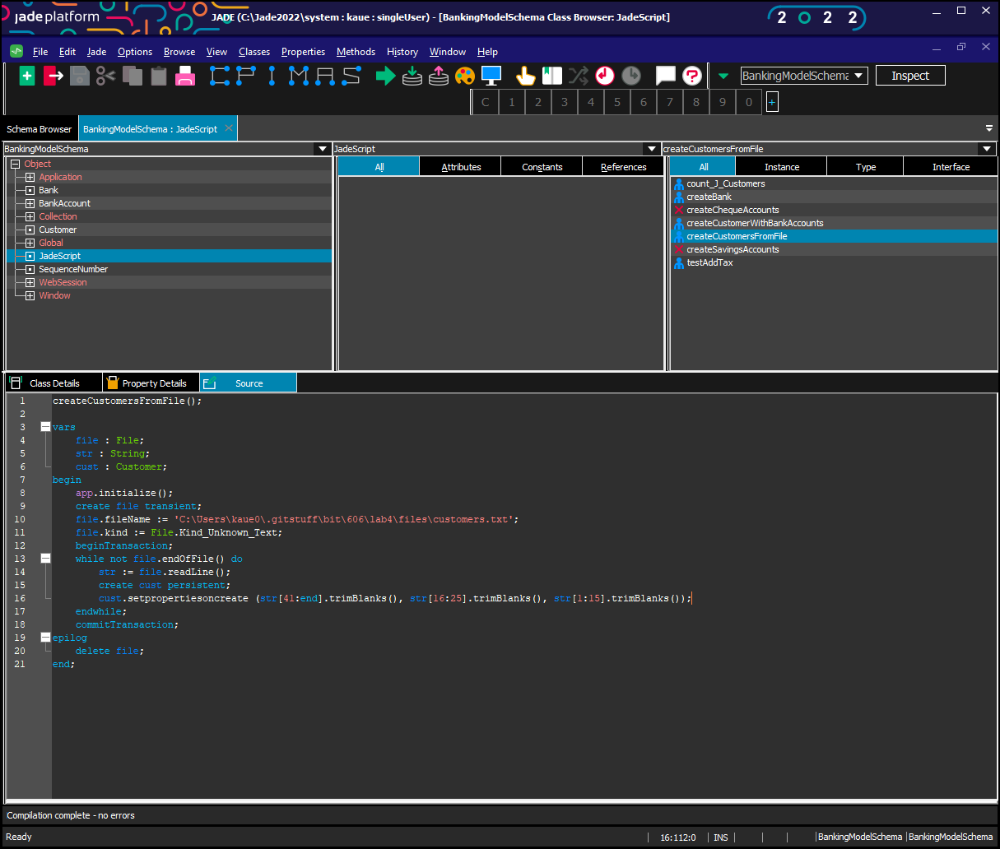 jadeplatform
JADE (C:\Jade2022\system : kaue : singleUser) - [BankingModelSchema Class Browser: JadeScript]
2022
File Edit Jade Options Browse View Classes Properties Methods History Window Help
BankingModelSchema
Inspect
C 1 2 3 4 5 6 7 8 9 0 +
Schema Browser
BankingModelSchema : JadeScript
BankingModelSchema
JadeScript
createCustomersFromFile
Object
Application
Bank
BankAccount
Collection
Customer
Global
JadeScript
SequenceNumber
WebSession
Window
All Attributes Constants References
All Instance Type Interface
count_J_Customers
createBank
createChequeAccounts
createCustomerWithBankAccounts
createCustomersFromFile
createSavingsAccounts
testAddTax
Class Details Property Details Source
1 createCustomersFromFile();
2
3 vars
4 file : File;
5 str : String;
6 cust : Customer;
7 begin
8 app.initialize();
9 create file transient;
10 file.fileName := 'C:\Users\kaue0\.gitstuff\bit\606\lab4\files\customers.txt';
11 file.kind := File.Kind_Unknown_Text;
12 beginTransaction;
13 while not file.endOfFile() do
14 str := file.readLine();
15 create cust persistent;
16 cust.setpropertiesoncreate (str[41:end].trimBlanks(), str[16:25].trimBlanks(), str[1:15].trimBlanks());
17 endwhile;
18 commitTransaction;
19 epilog
20 delete file;
21 end;
Compilation complete - no errors
Ready
16:112:0
INS
BankingModelSchema
BankingModelSchema